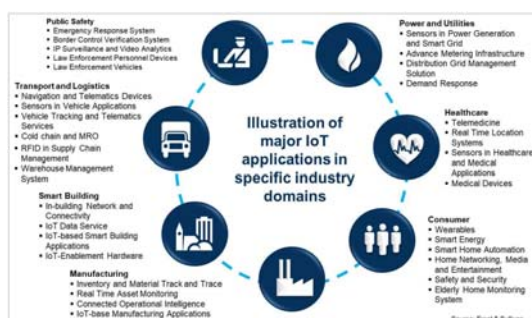 Public Safety
• Emergency Response System
• Border Control Verification System
• IP Surveillance and Video Analytics
• Law Enforcement Personnel Devices
• Law Enforcement Vehicles
Power and Utilities
• Sensors in Power Generation
and Smart Grid
• Advance Metering Infrastructure
• Distribution Grid Management
Solution
• Demand Response
Transport and Logistics
• Navigation and Telematics Devices
• Sensors in Vehicle Applications
• Vehicle Tracking and Telematics
Services
• Cold chain and MRO
• RFID in Supply Chain
Management
• Warehouse Management
System
Illustration of
major IoT
applications in
specific industry
domains
Healthcare
• Telemedicine
• Real Time Location
Systems
• Sensors in Healthcare
and Medical
Applications
• Medical Devices
Smart Building
• In-building Network and
Connectivity
• IoT Data Service
• IoT-based Smart Building
Applications
• IoT-Enablement Hardware
Consumer
• Wearables
• Smart Energy
• Smart Home Automation
• Home Networking, Media
and Entertainment
• Safety and Security
• Elderly Home Monitoring
System
Manufacturing
• Inventory and Material Track and Trace
• Real Time Asset Monitoring
• Connected Operational Intelligence
• IoT-base Manufacturing Applications